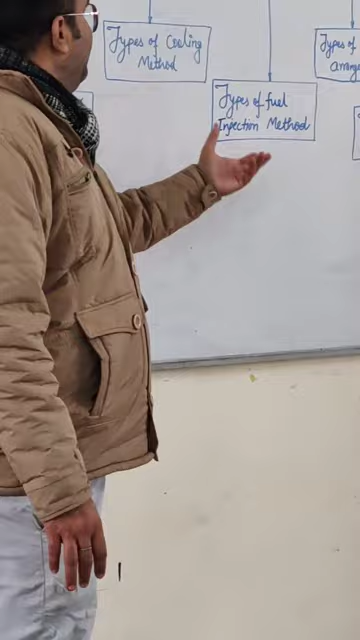 Types of Cooling
Method
Types of fuel
Injection Method
Types of